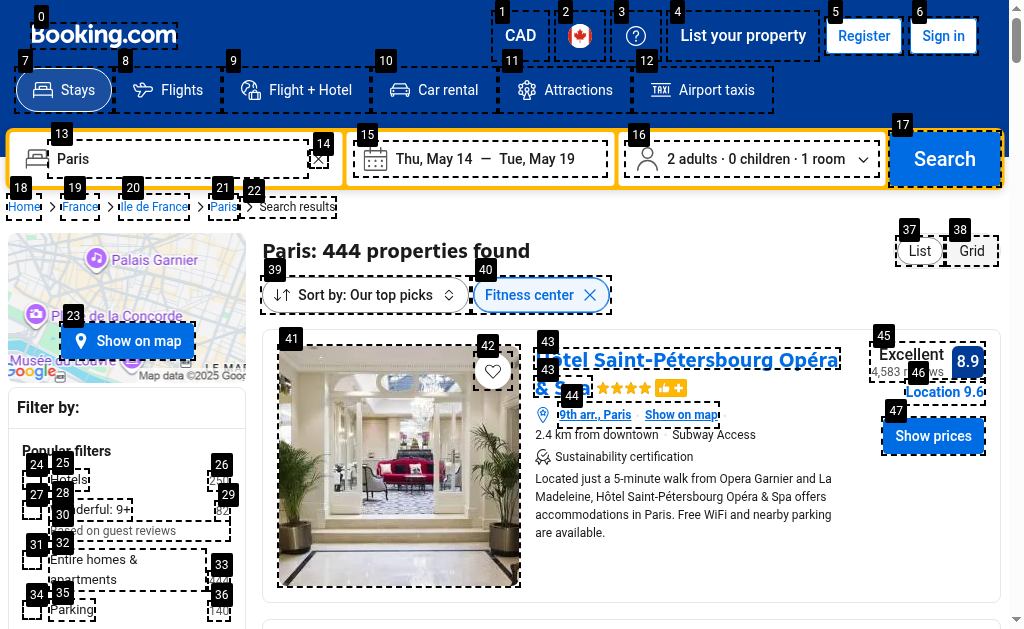 0
1
2
3
4
5
6
Booking.com
CAD
List your property
Register
Sign in
7
8
9
10
11
12
Stays
Flights
Flight + Hotel
Car rental
Attractions
TAXI
Airport taxis
13
14
15
16
17
Paris
Thu, May 14 — Tue, May 19
2 adults · 0 children · 1 room
Search
18
19
20
21
22
Home
France
Ile de France
Paris
Search results
Palais Garnier
Place de la Concorde
23
Show on map
Musée du Lo
LE MAR
Google
Map data ©2025 Goo
Paris: 444 properties found
37
38
List
Grid
39
40
Sort by: Our top picks
Fitness center
Filter by:
Popular filters
24
25
26
Hotels
250
27
28
29
Wonderful: 9+
82
30
Based on guest reviews
31
32
33
Entire homes &
apartments
34
35
36
Parking
140
41
42
43
43
Hôtel Saint-Pétersbourg Opéra
& Spa
44
9th arr., Paris
Show on map
2.4 km from downtown · Subway Access
Sustainability certification
Located just a 5-minute walk from Opera Garnier and La
Madeleine, Hôtel Saint-Pétersbourg Opéra & Spa offers
accommodations in Paris. Free WiFi and nearby parking
are available.
45
Excellent
4,583 reviews
8.9
46
Location 9.6
47
Show prices